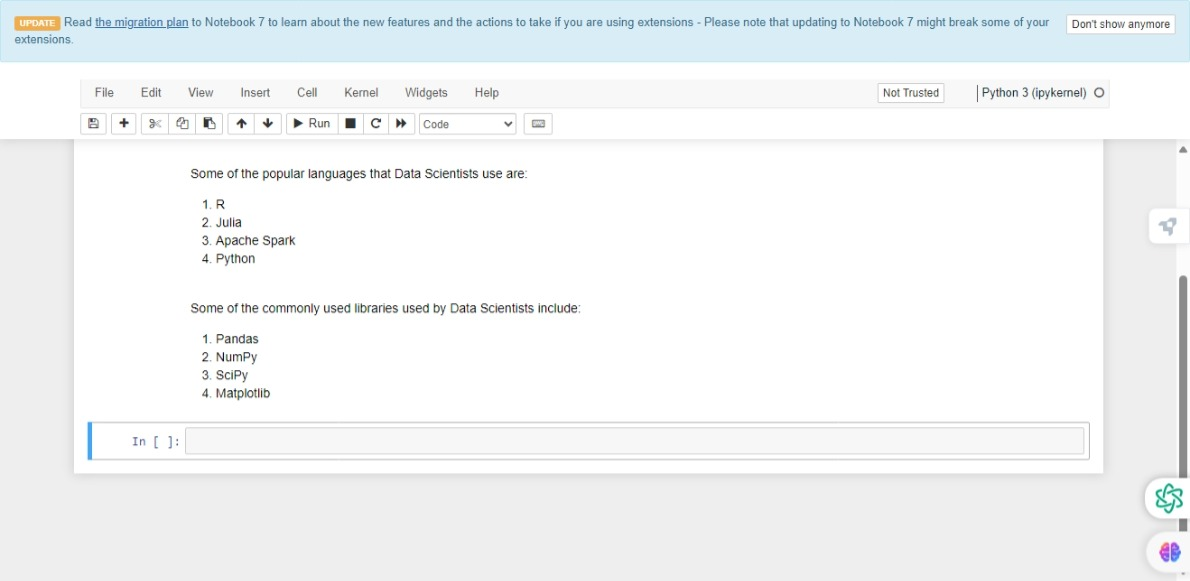 UPDATE Read the migration plan to Notebook 7 to learn about the new features and the actions to take if you are using extensions - Please note that updating to Notebook 7 might break some of your
extensions.
Don't show anymore
File Edit View Insert Cell Kernel Widgets Help
Not Trusted
Python 3 (ipykernel)
Run
Code
Some of the popular languages that Data Scientists use are:
1. R
2. Julia
3. Apache Spark
4. Python
Some of the commonly used libraries used by Data Scientists include:
1. Pandas
2. NumPy
3. SciPy
4. Matplotlib
In [ ]: